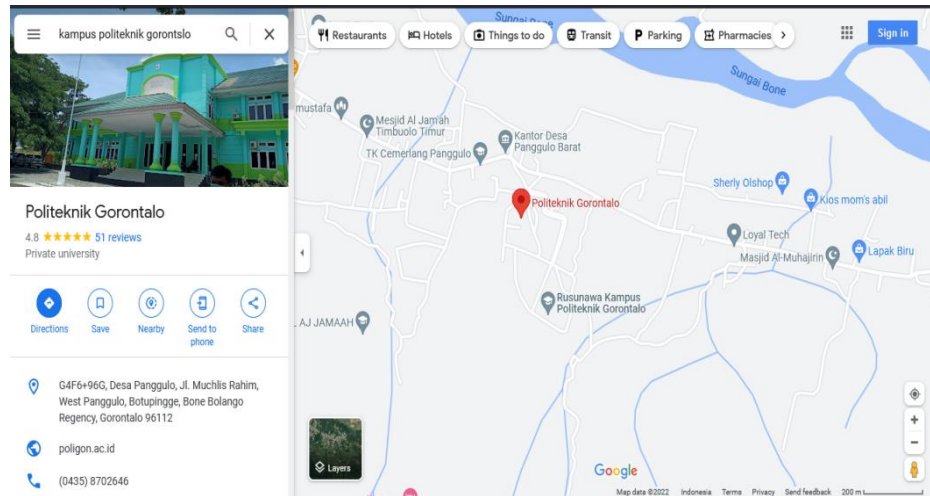 kampus politeknik gorontslo
Restaurants
Hotels
Things to do
Transit
Parking
Pharmacies
Sign in
Politeknik Gorontalo
4.8 ★★★★★ 51 reviews
Private university
Directions
Save
Nearby
Send to
phone
Share
G4F6+96G, Desa Panggulo, Jl. Muchlis Rahim,
West Panggulo, Botupingge, Bone Bolango
Regency, Gorontalo 96112
poligon.ac.id
(0435) 8702646
Sungai Bone
Sungai Bone
mustafa
Mesjid Al Jam'ah
Timbuolo Timur
Kantor Desa
Panggulo Barat
TK Cemerlang Panggulo
Politeknik Gorontalo
Sherly Olshop
Kios mom's abil
Loyal Tech
Masjid Al-Muhajirin
Lapak Biru
Rusunawa Kampus
Politeknik Gorontalo
AJ JAMAAH
Layers
Google
Map data ©2022
Indonesia
Terms
Privacy
Send feedback
200 m